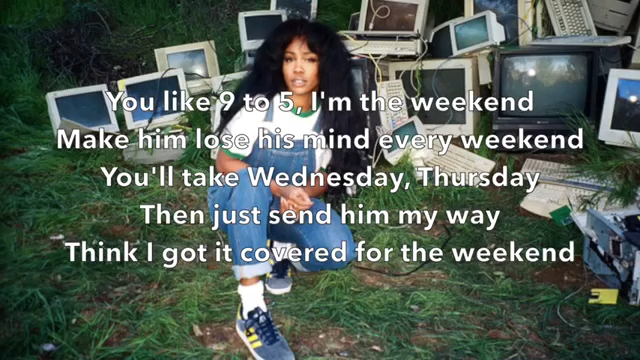 You like 9 to 5, I'm the weekend
Make him lose his mind every weekend
You'll take Wednesday, Thursday
Then just send him my way
Think I got it covered for the weekend